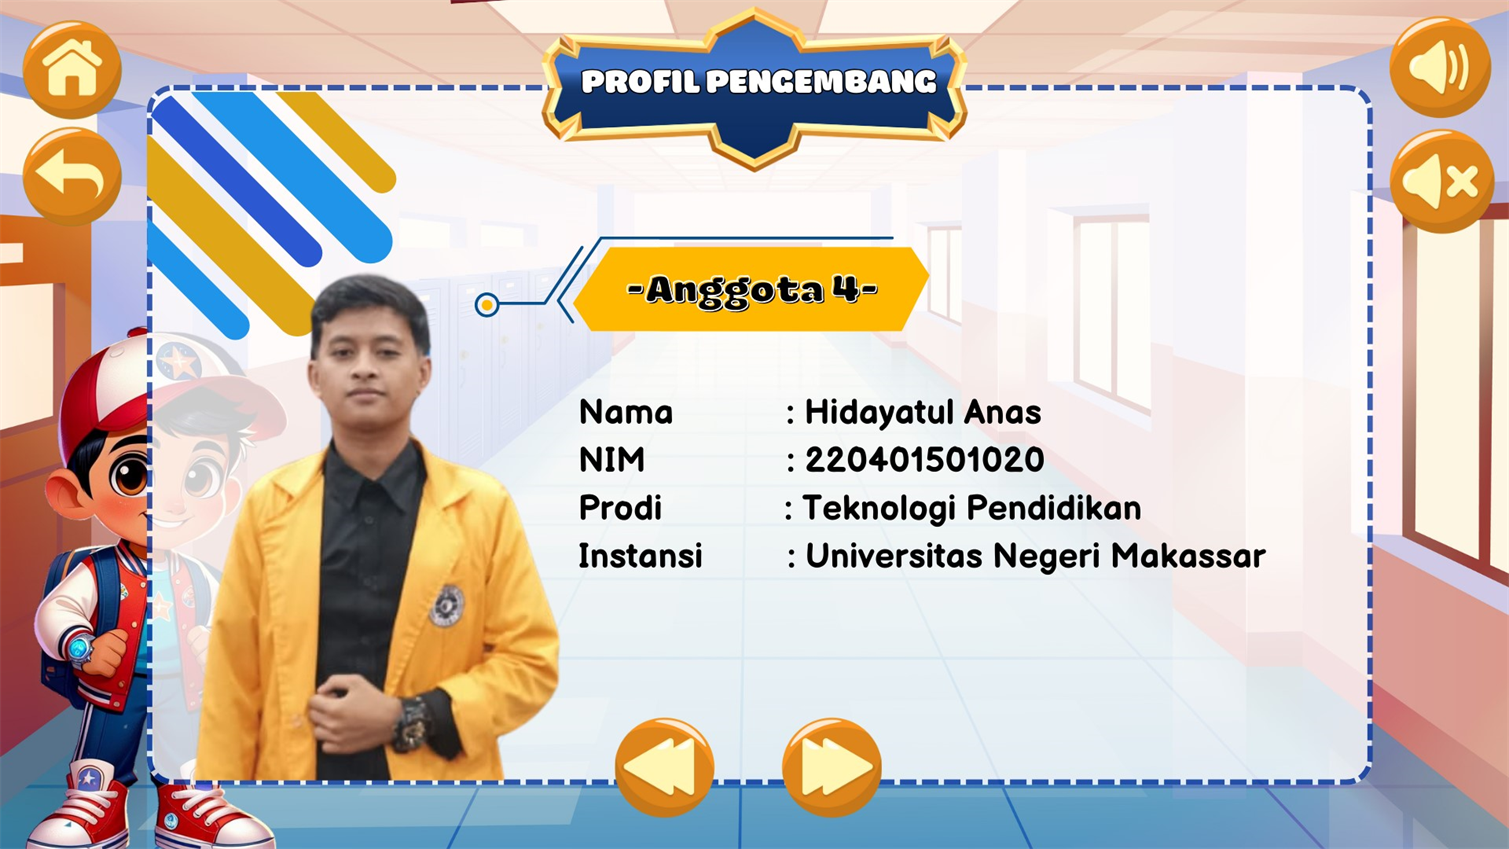 PROFIL PENGEMBANG
-Anggota 4-
Nama : Hidayatul Anas
NIM : 220401501020
Prodi : Teknologi Pendidikan
Instansi : Universitas Negeri Makassar